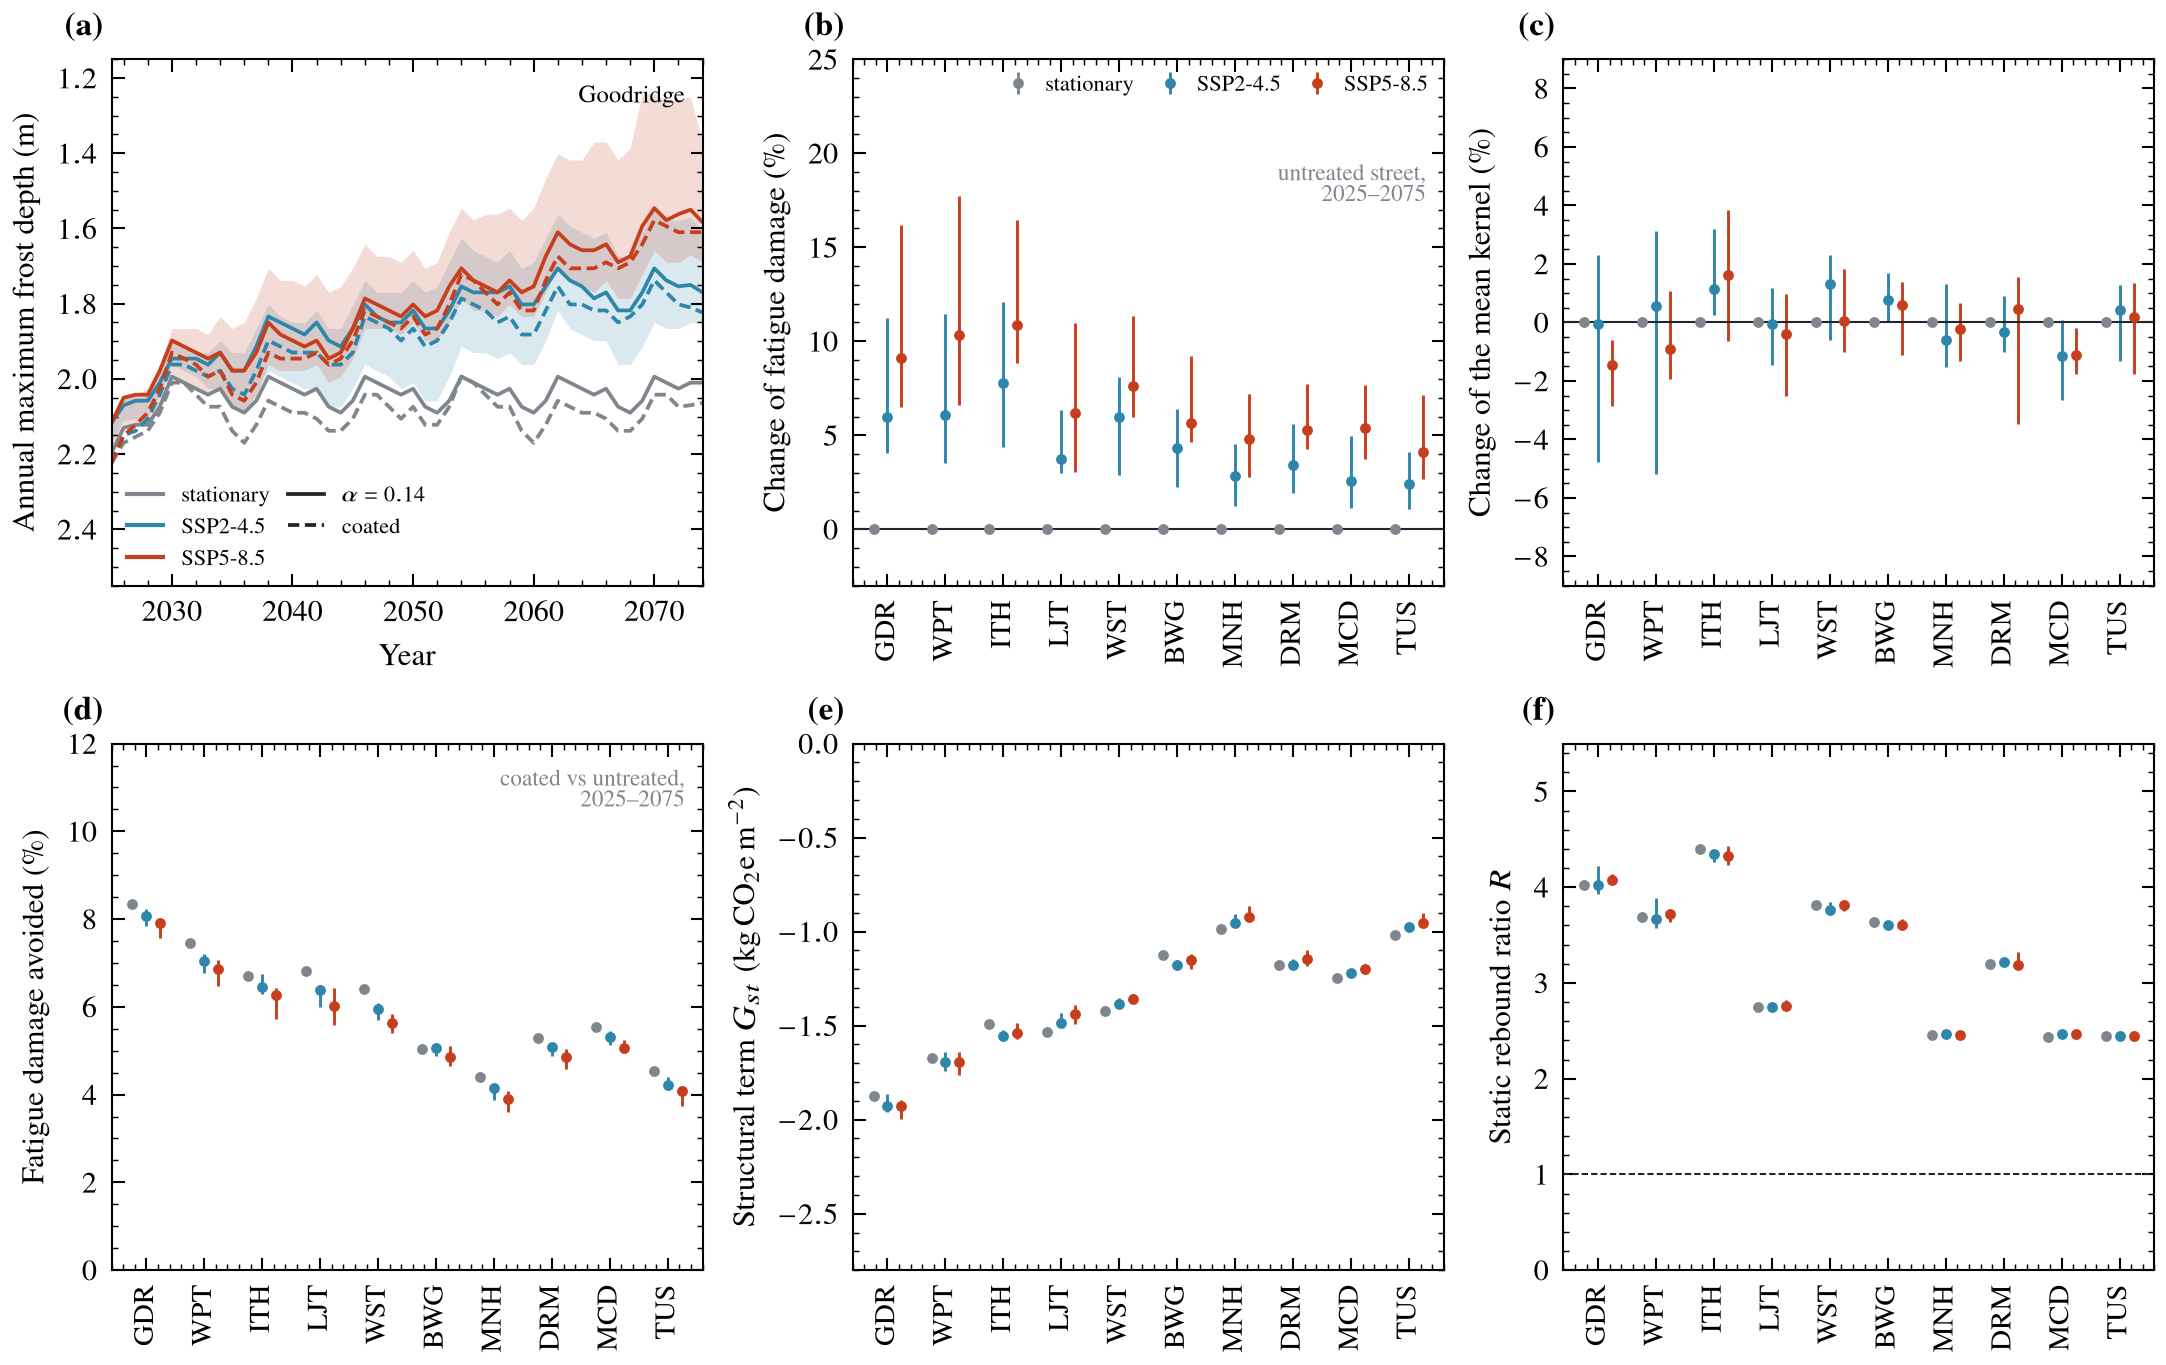 (a)
Annual maximum frost depth (m)
1.2
1.4
1.6
1.8
2.0
2.2
2.4
Goodridge
stationary
SSP2-4.5
SSP5-8.5
α = 0.14
coated
2030 2040 2050 2060 2070
Year
(b)
Change of fatigue damage (%)
25
20
15
10
5
0
stationary SSP2-4.5 SSP5-8.5
untreated street,
2025–2075
GDR WPT ITH LJT WST BWG MNH DRM MCD TUS
(c)
Change of the mean kernel (%)
8
6
4
2
0
−2
−4
−6
−8
GDR WPT ITH LJT WST BWG MNH DRM MCD TUS
(d)
Fatigue damage avoided (%)
12
10
8
6
4
2
0
coated vs untreated,
2025–2075
GDR WPT ITH LJT WST BWG MNH DRM MCD TUS
(e)
Structural term G_st (kg CO₂e m⁻²)
0.0
−0.5
−1.0
−1.5
−2.0
−2.5
GDR WPT ITH LJT WST BWG MNH DRM MCD TUS
(f)
Static rebound ratio R
5
4
3
2
1
0
GDR WPT ITH LJT WST BWG MNH DRM MCD TUS